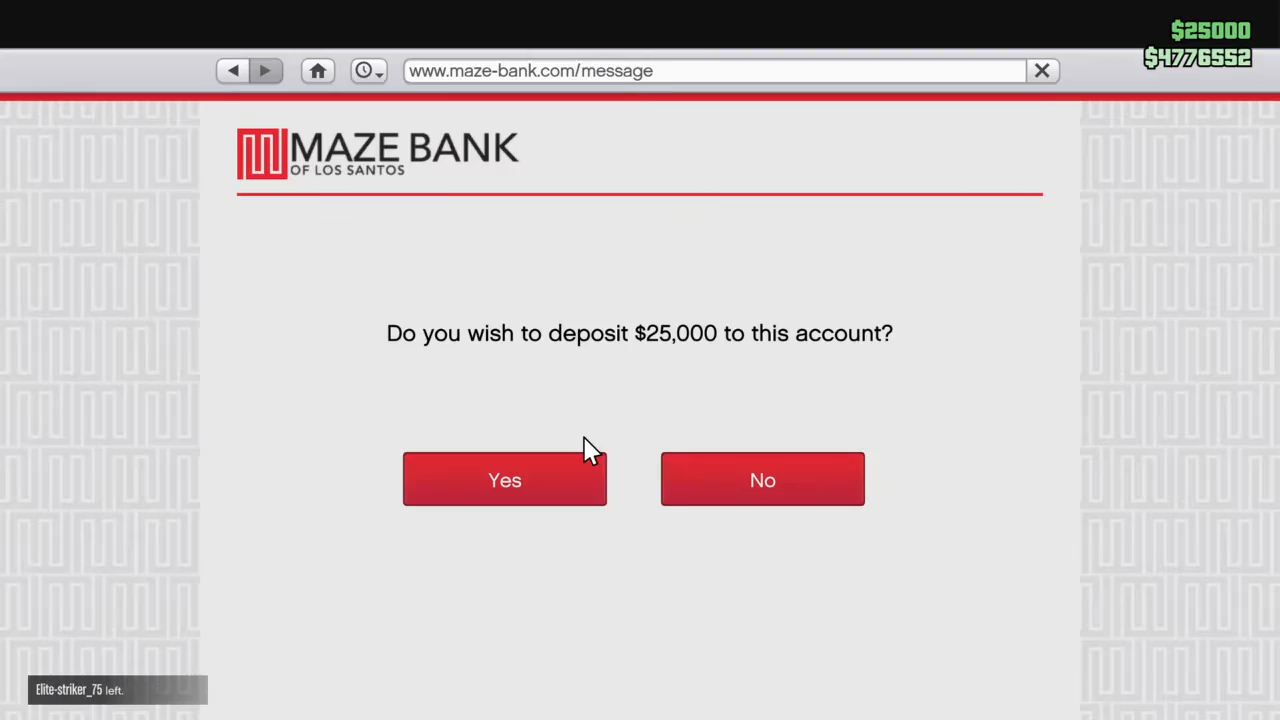 $25000
$4776552
www.maze-bank.com/message
MAZE BANK
OF LOS SANTOS
Do you wish to deposit $25,000 to this account?
Yes
No
Elite-striker_75 left.